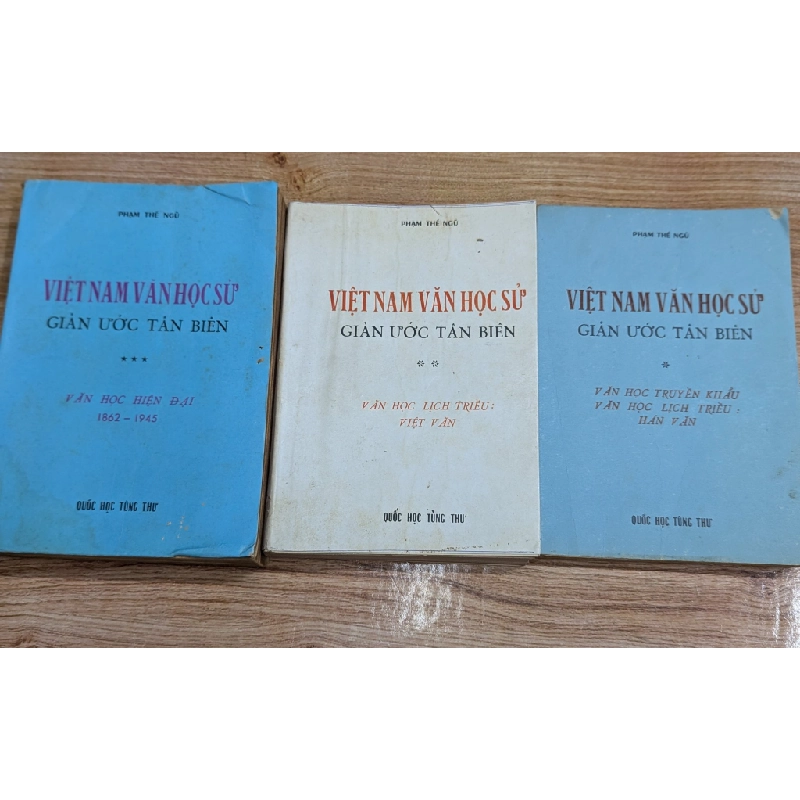 PHẠM THẾ NGŨ
VIỆT NAM VĂN HỌC SỬ
GIẢN ƯỚC TÂN BIÊN
***
VĂN HỌC HIỆN ĐẠI
1862 - 1945
QUỐC HỌC TÙNG THƯ
PHẠM THẾ NGŨ
VIỆT NAM VĂN HỌC SỬ
GIẢN ƯỚC TÂN BIÊN
**
VĂN HỌC LỊCH TRIỀU:
VIỆT VĂN
QUỐC HỌC TÙNG THƯ
PHẠM THẾ NGŨ
VIỆT NAM VĂN HỌC SỬ
GIẢN ƯỚC TÂN BIÊN
*
VĂN HỌC TRUYỀN KHẨU
VĂN HỌC LỊCH TRIỀU:
HÁN VĂN
QUỐC HỌC TÙNG THƯ